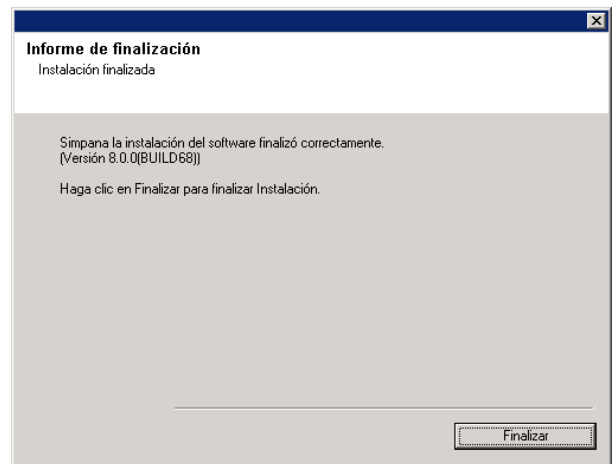 Informe de finalización
Instalación finalizada
Simpana la instalación del software finalizó correctamente.
(Versión 8.0.0(BUILD68))
Haga clic en Finalizar para finalizar Instalación.
Finalizar